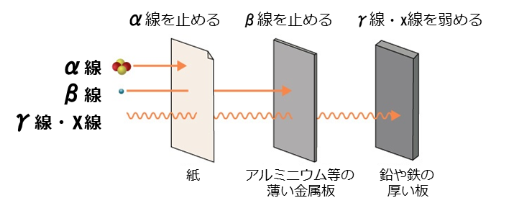 α線を止める β線を止める γ線・x線を弱める
α線
β線
γ線・X線
紙 アルミニウム等の 鉛や鉄の
薄い金属板 厚い板